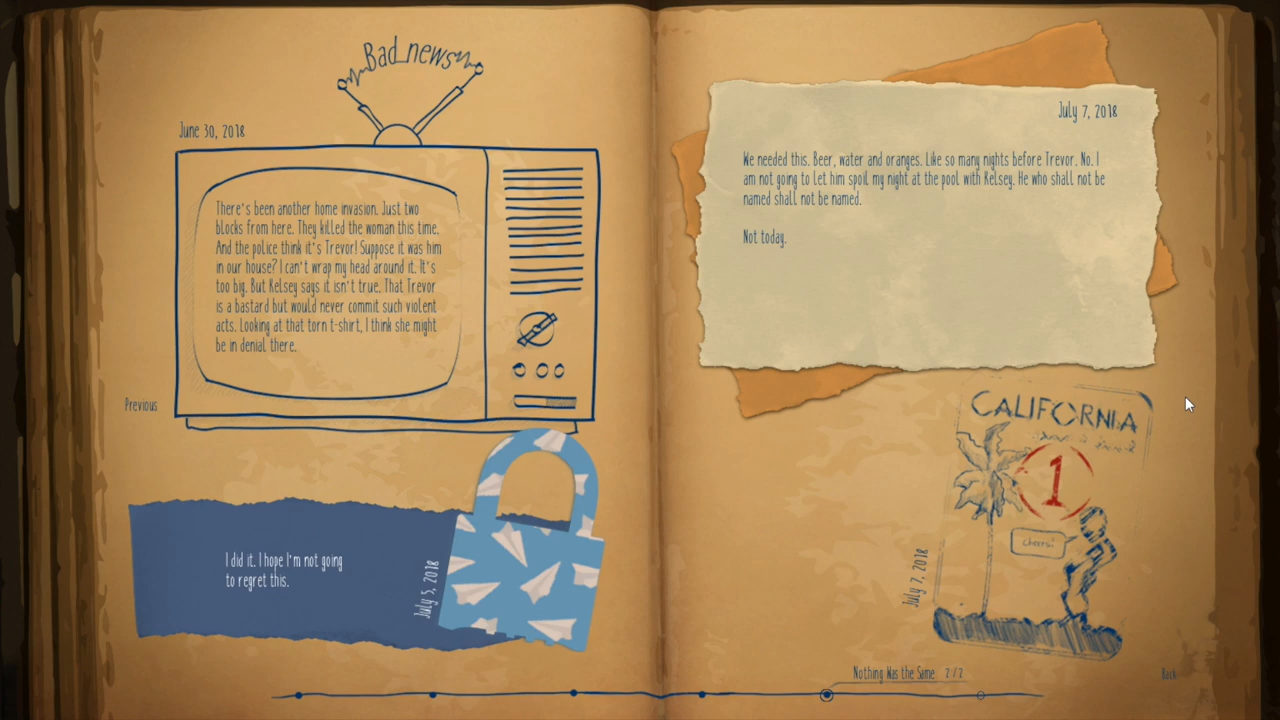 Bad news
June 30, 2018
There's been another home invasion. Just two
blocks from here. They killed the woman this time.
And the police think it's Trevor! Suppose it was him
in our house? I can't wrap my head around it. It's
too big. But Kelsey says it isn't true. That Trevor
is a bastard but would never commit such violent
acts. Looking at that torn t-shirt, I think she might
be in denial there.
Previous
I did it. I hope I'm not going
to regret this.
July 5, 2018
July 7, 2018
We needed this. Beer, water and oranges. Like so many nights before Trevor. No. I
am not going to let him spoil my night at the pool with Kelsey. He who shall not be
named shall not be named.
Not today.
CALIFORNIA
1
Cheers!
July 7, 2018
Nothing Was the Same 2/2
Back